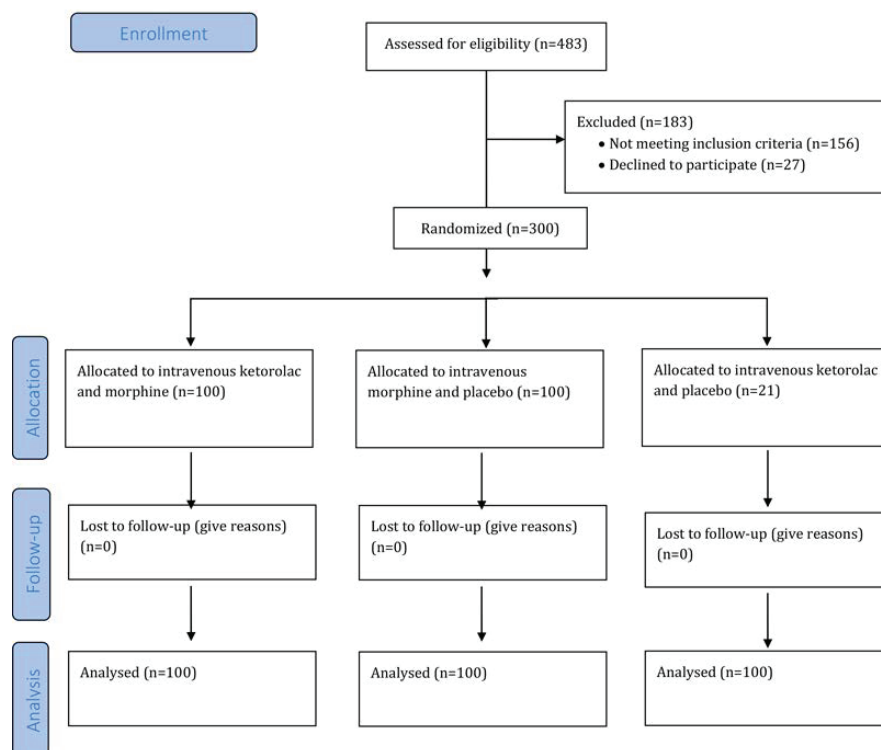 Enrollment
Assessed for eligibility (n=483)
Excluded (n=183)
• Not meeting inclusion criteria (n=156)
• Declined to participate (n=27)
Randomized (n=300)
Allocation
Allocated to intravenous ketorolac
and morphine (n=100)
Allocated to intravenous
morphine and placebo (n=100)
Allocated to intravenous ketorolac
and placebo (n=21)
Follow-up
Lost to follow-up (give reasons)
(n=0)
Lost to follow-up (give reasons)
(n=0)
Lost to follow-up (give reasons)
(n=0)
Analysis
Analysed (n=100)
Analysed (n=100)
Analysed (n=100)